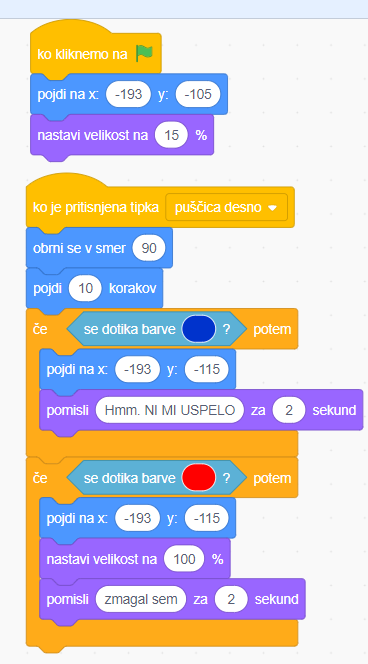 ko kliknemo na
pojdi na x: -193 y: -105
nastavi velikost na 15 %
ko je pritisnjena tipka puščica desno
obrni se v smer 90
pojdi 10 korakov
če se dotika barve ? potem
pojdi na x: -193 y: -115
pomisli Hmm. NI MI USPELO za 2 sekund
če se dotika barve ? potem
pojdi na x: -193 y: -115
nastavi velikost na 100 %
pomisli zmagal sem za 2 sekund